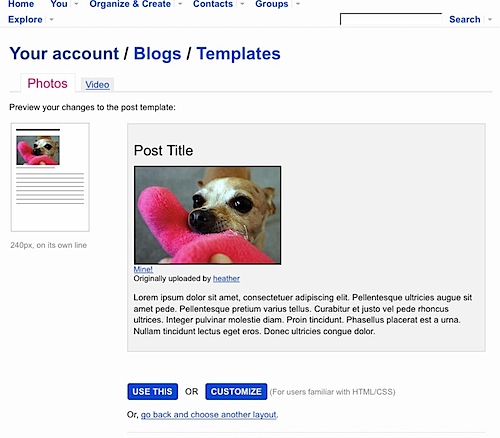 Home You Organize & Create Contacts Groups
Explore Search
Your account / Blogs / Templates
Photos Video
Preview your changes to the post template:
Post Title
Mine!
Originally uploaded by heather
240px, on its own line
Lorem ipsum dolor sit amet, consectetuer adipiscing elit. Pellentesque ultricies augue sit
amet pede. Pellentesque pretium varius tellus. Curabitur et justo vel pede rhoncus
ultrices. Integer pulvinar molestie diam. Proin tincidunt. Phasellus placerat est a urna.
Nullam tincidunt lectus eget eros. Donec ultricies congue dolor.
USE THIS OR CUSTOMIZE (For users familiar with HTML/CSS)
Or, go back and choose another layout.